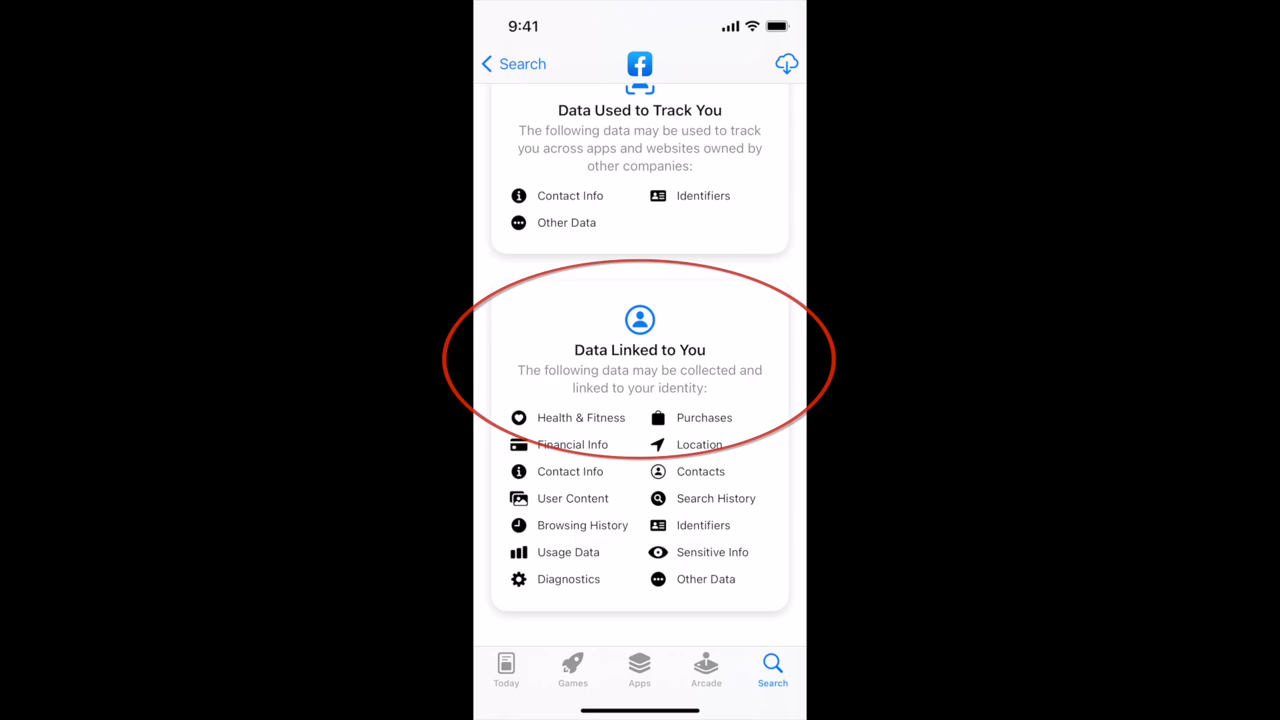 9:41
Search
Data Used to Track You
The following data may be used to track
you across apps and websites owned by
other companies:
Contact Info
Identifiers
Other Data
Data Linked to You
The following data may be collected and
linked to your identity:
Health & Fitness
Purchases
Financial Info
Location
Contact Info
Contacts
User Content
Search History
Browsing History
Identifiers
Usage Data
Sensitive Info
Diagnostics
Other Data
Today
Games
Apps
Arcade
Search